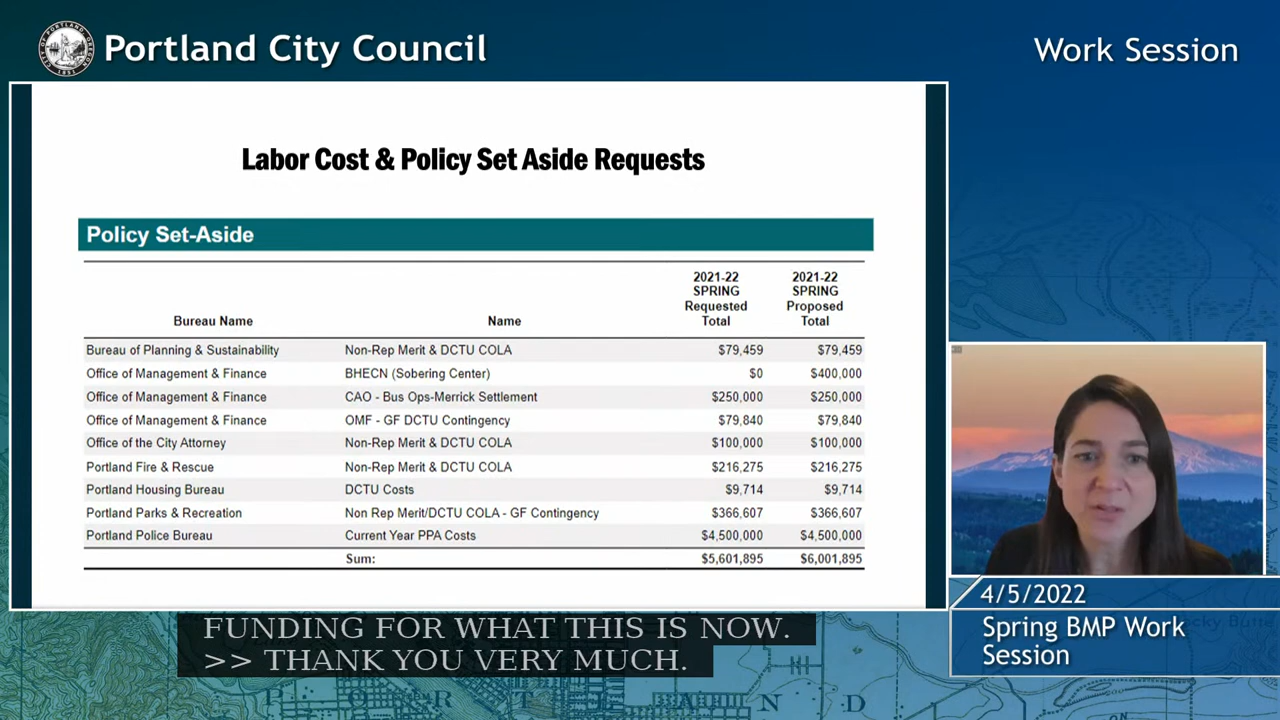 Portland City Council
Work Session
Labor Cost & Policy Set Aside Requests
Policy Set-Aside
Bureau Name Name 2021-22 SPRING Requested Total 2021-22 SPRING Proposed Total
Bureau of Planning & Sustainability Non-Rep Merit & DCTU COLA $79,459 $79,459
Office of Management & Finance BHECN (Sobering Center) $0 $400,000
Office of Management & Finance CAO - Bus Ops-Merrick Settlement $250,000 $250,000
Office of Management & Finance OMF - GF DCTU Contingency $79,840 $79,840
Office of the City Attorney Non-Rep Merit & DCTU COLA $100,000 $100,000
Portland Fire & Rescue Non-Rep Merit & DCTU COLA $216,275 $216,275
Portland Housing Bureau DCTU Costs $9,714 $9,714
Portland Parks & Recreation Non Rep Merit/DCTU COLA - GF Contingency $366,607 $366,607
Portland Police Bureau Current Year PPA Costs $4,500,000 $4,500,000
Sum: $5,601,895 $6,001,895
4/5/2022
Spring BMP Work
Session
FUNDING FOR WHAT THIS IS NOW.
>> THANK YOU VERY MUCH.